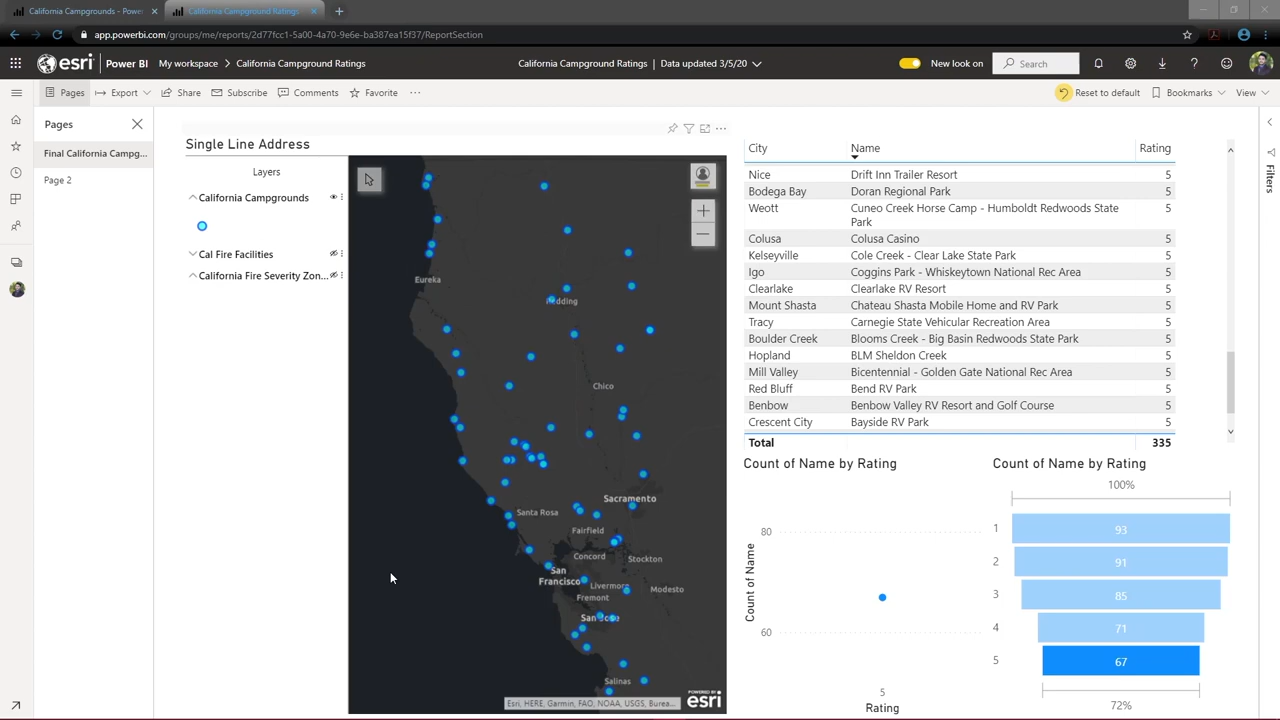 California Campgrounds - Powe
California Campground Ratings
app.powerbi.com/groups/me/reports/2d77fcc1-5a00-4a70-9e6e-ba387ea15f37/ReportSection
esri Power BI My workspace > California Campground Ratings
California Campground Ratings | Data updated 3/5/20
New look on
Search
Pages Export Share Subscribe Comments Favorite
Reset to default Bookmarks View
Pages
Final California Campg...
Page 2
Single Line Address
Layers
California Campgrounds
Cal Fire Facilities
California Fire Severity Zon...
Eureka
Redding
Chico
Sacramento
Santa Rosa
Fairfield
Concord
Stockton
San
Francisco
Livermore
Modesto
Fremont
San Jose
Salinas
POWERED BY
esri
Esri, HERE, Garmin, FAO, NOAA, USGS, Burea...
City Name Rating
Nice Drift Inn Trailer Resort 5
Bodega Bay Doran Regional Park 5
Weott Cuneo Creek Horse Camp - Humboldt Redwoods State 5
Park
Colusa Colusa Casino 5
Kelseyville Cole Creek - Clear Lake State Park 5
Igo Coggins Park - Whiskeytown National Rec Area 5
Clearlake Clearlake RV Resort 5
Mount Shasta Chateau Shasta Mobile Home and RV Park 5
Tracy Carnegie State Vehicular Recreation Area 5
Boulder Creek Blooms Creek - Big Basin Redwoods State Park 5
Hopland BLM Sheldon Creek 5
Mill Valley Bicentennial - Golden Gate National Rec Area 5
Red Bluff Bend RV Park 5
Benbow Benbow Valley RV Resort and Golf Course 5
Crescent City Bayside RV Park 5
Total 335
Filters
Count of Name by Rating
80
60
Count of Name
5
Rating
Count of Name by Rating
100%
1 93
2 91
3 85
4 71
5 67
72%